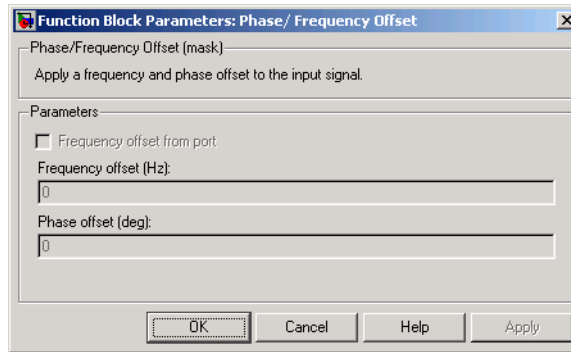 Function Block Parameters: Phase/ Frequency Offset
Phase/Frequency Offset (mask)
Apply a frequency and phase offset to the input signal.
Parameters
Frequency offset from port
Frequency offset (Hz):
0
Phase offset (deg):
0
OK Cancel Help Apply